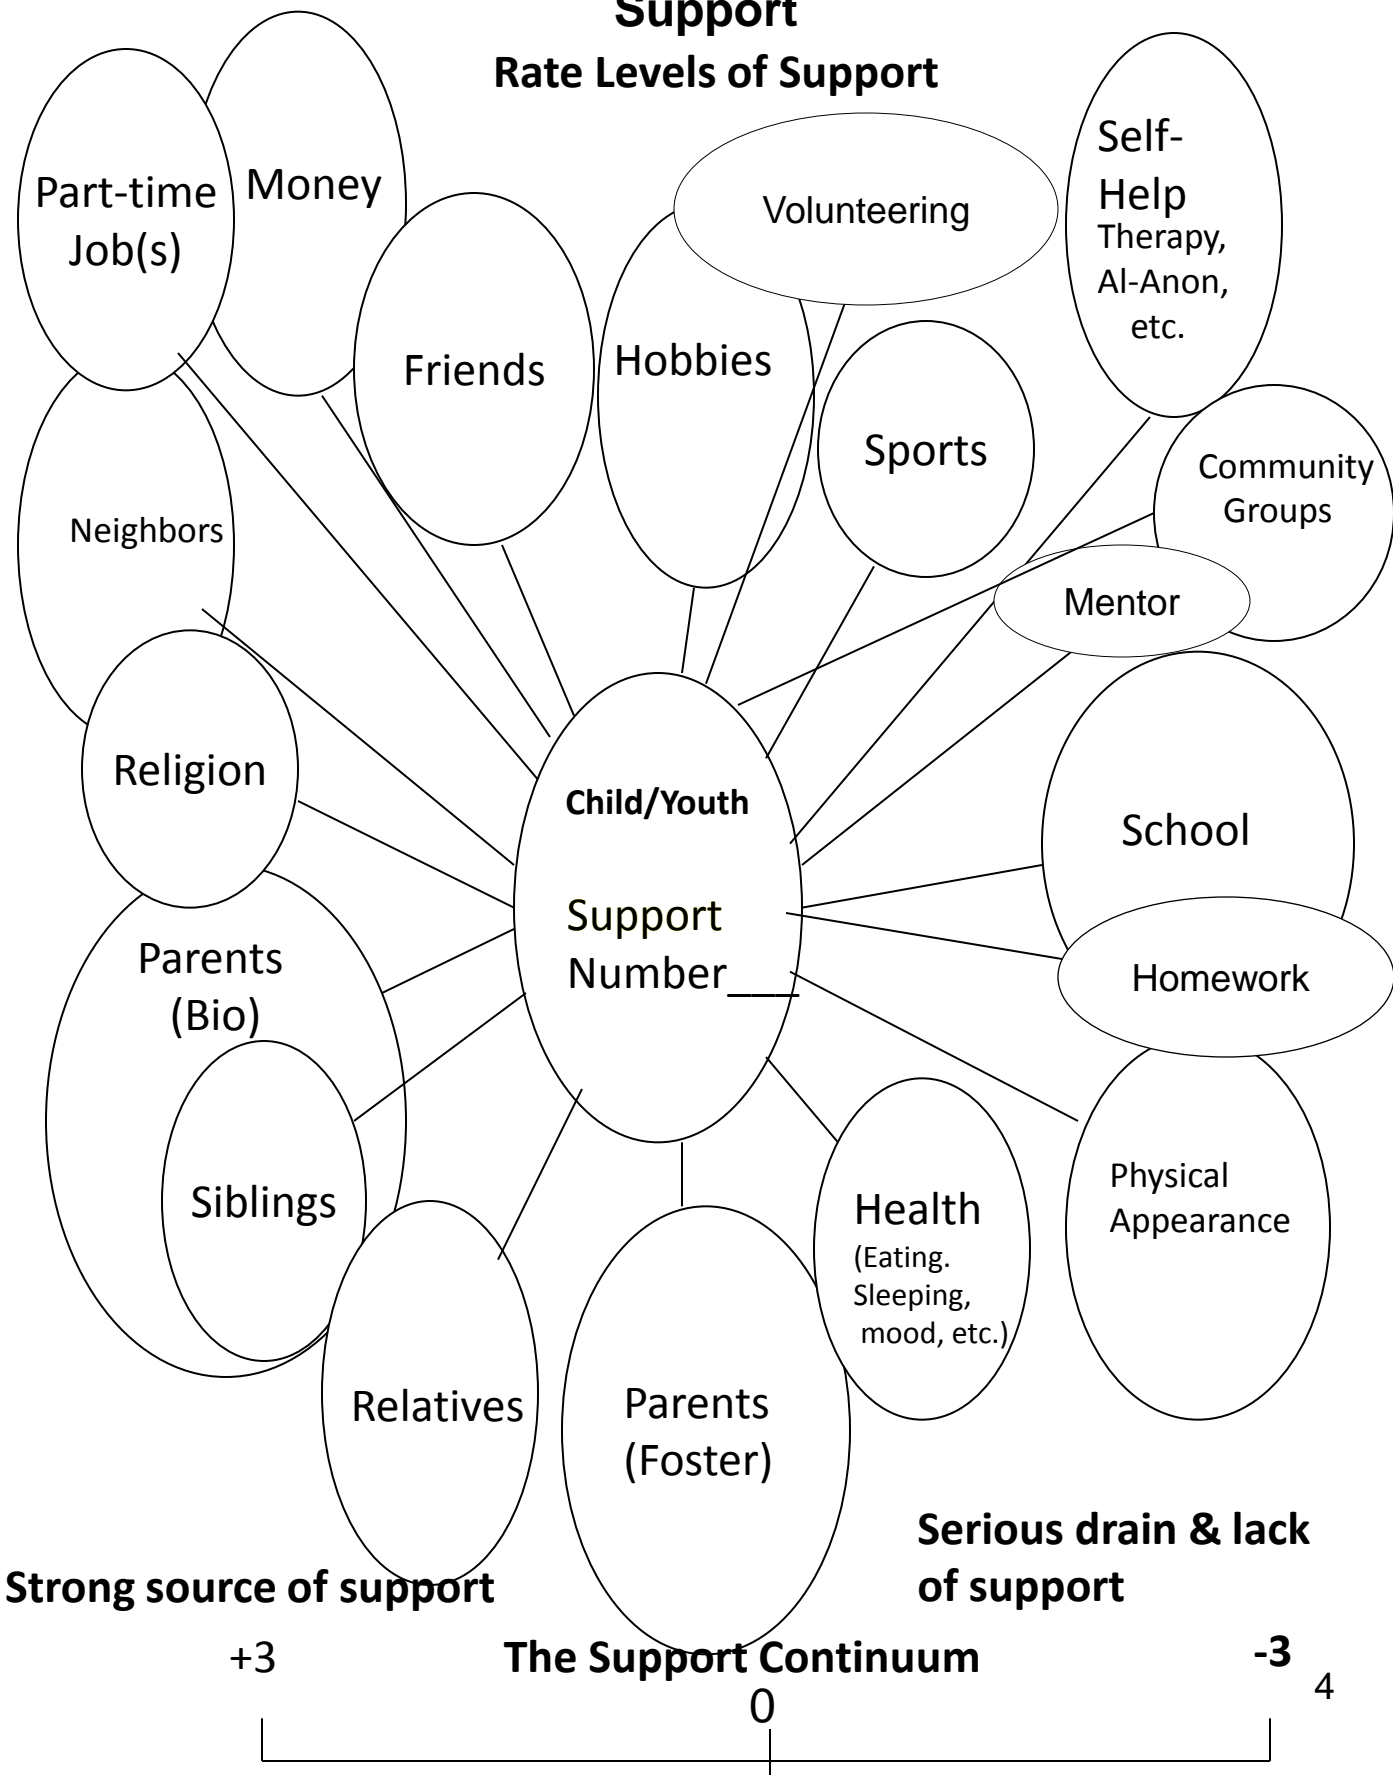 Support
Rate Levels of Support
Part-time
Job(s)
Money
Friends
Hobbies
Volunteering
Sports
Self-
Help
Therapy,
Al-Anon,
etc.
Community
Groups
Mentor
Neighbors
Religion
Child/Youth
Support
Number___
School
Homework
Parents
(Bio)
Siblings
Relatives
Parents
(Foster)
Health
(Eating.
Sleeping,
mood, etc.)
Physical
Appearance
Strong source of support
Serious drain & lack
of support
+3
The Support Continuum
-3
4
0